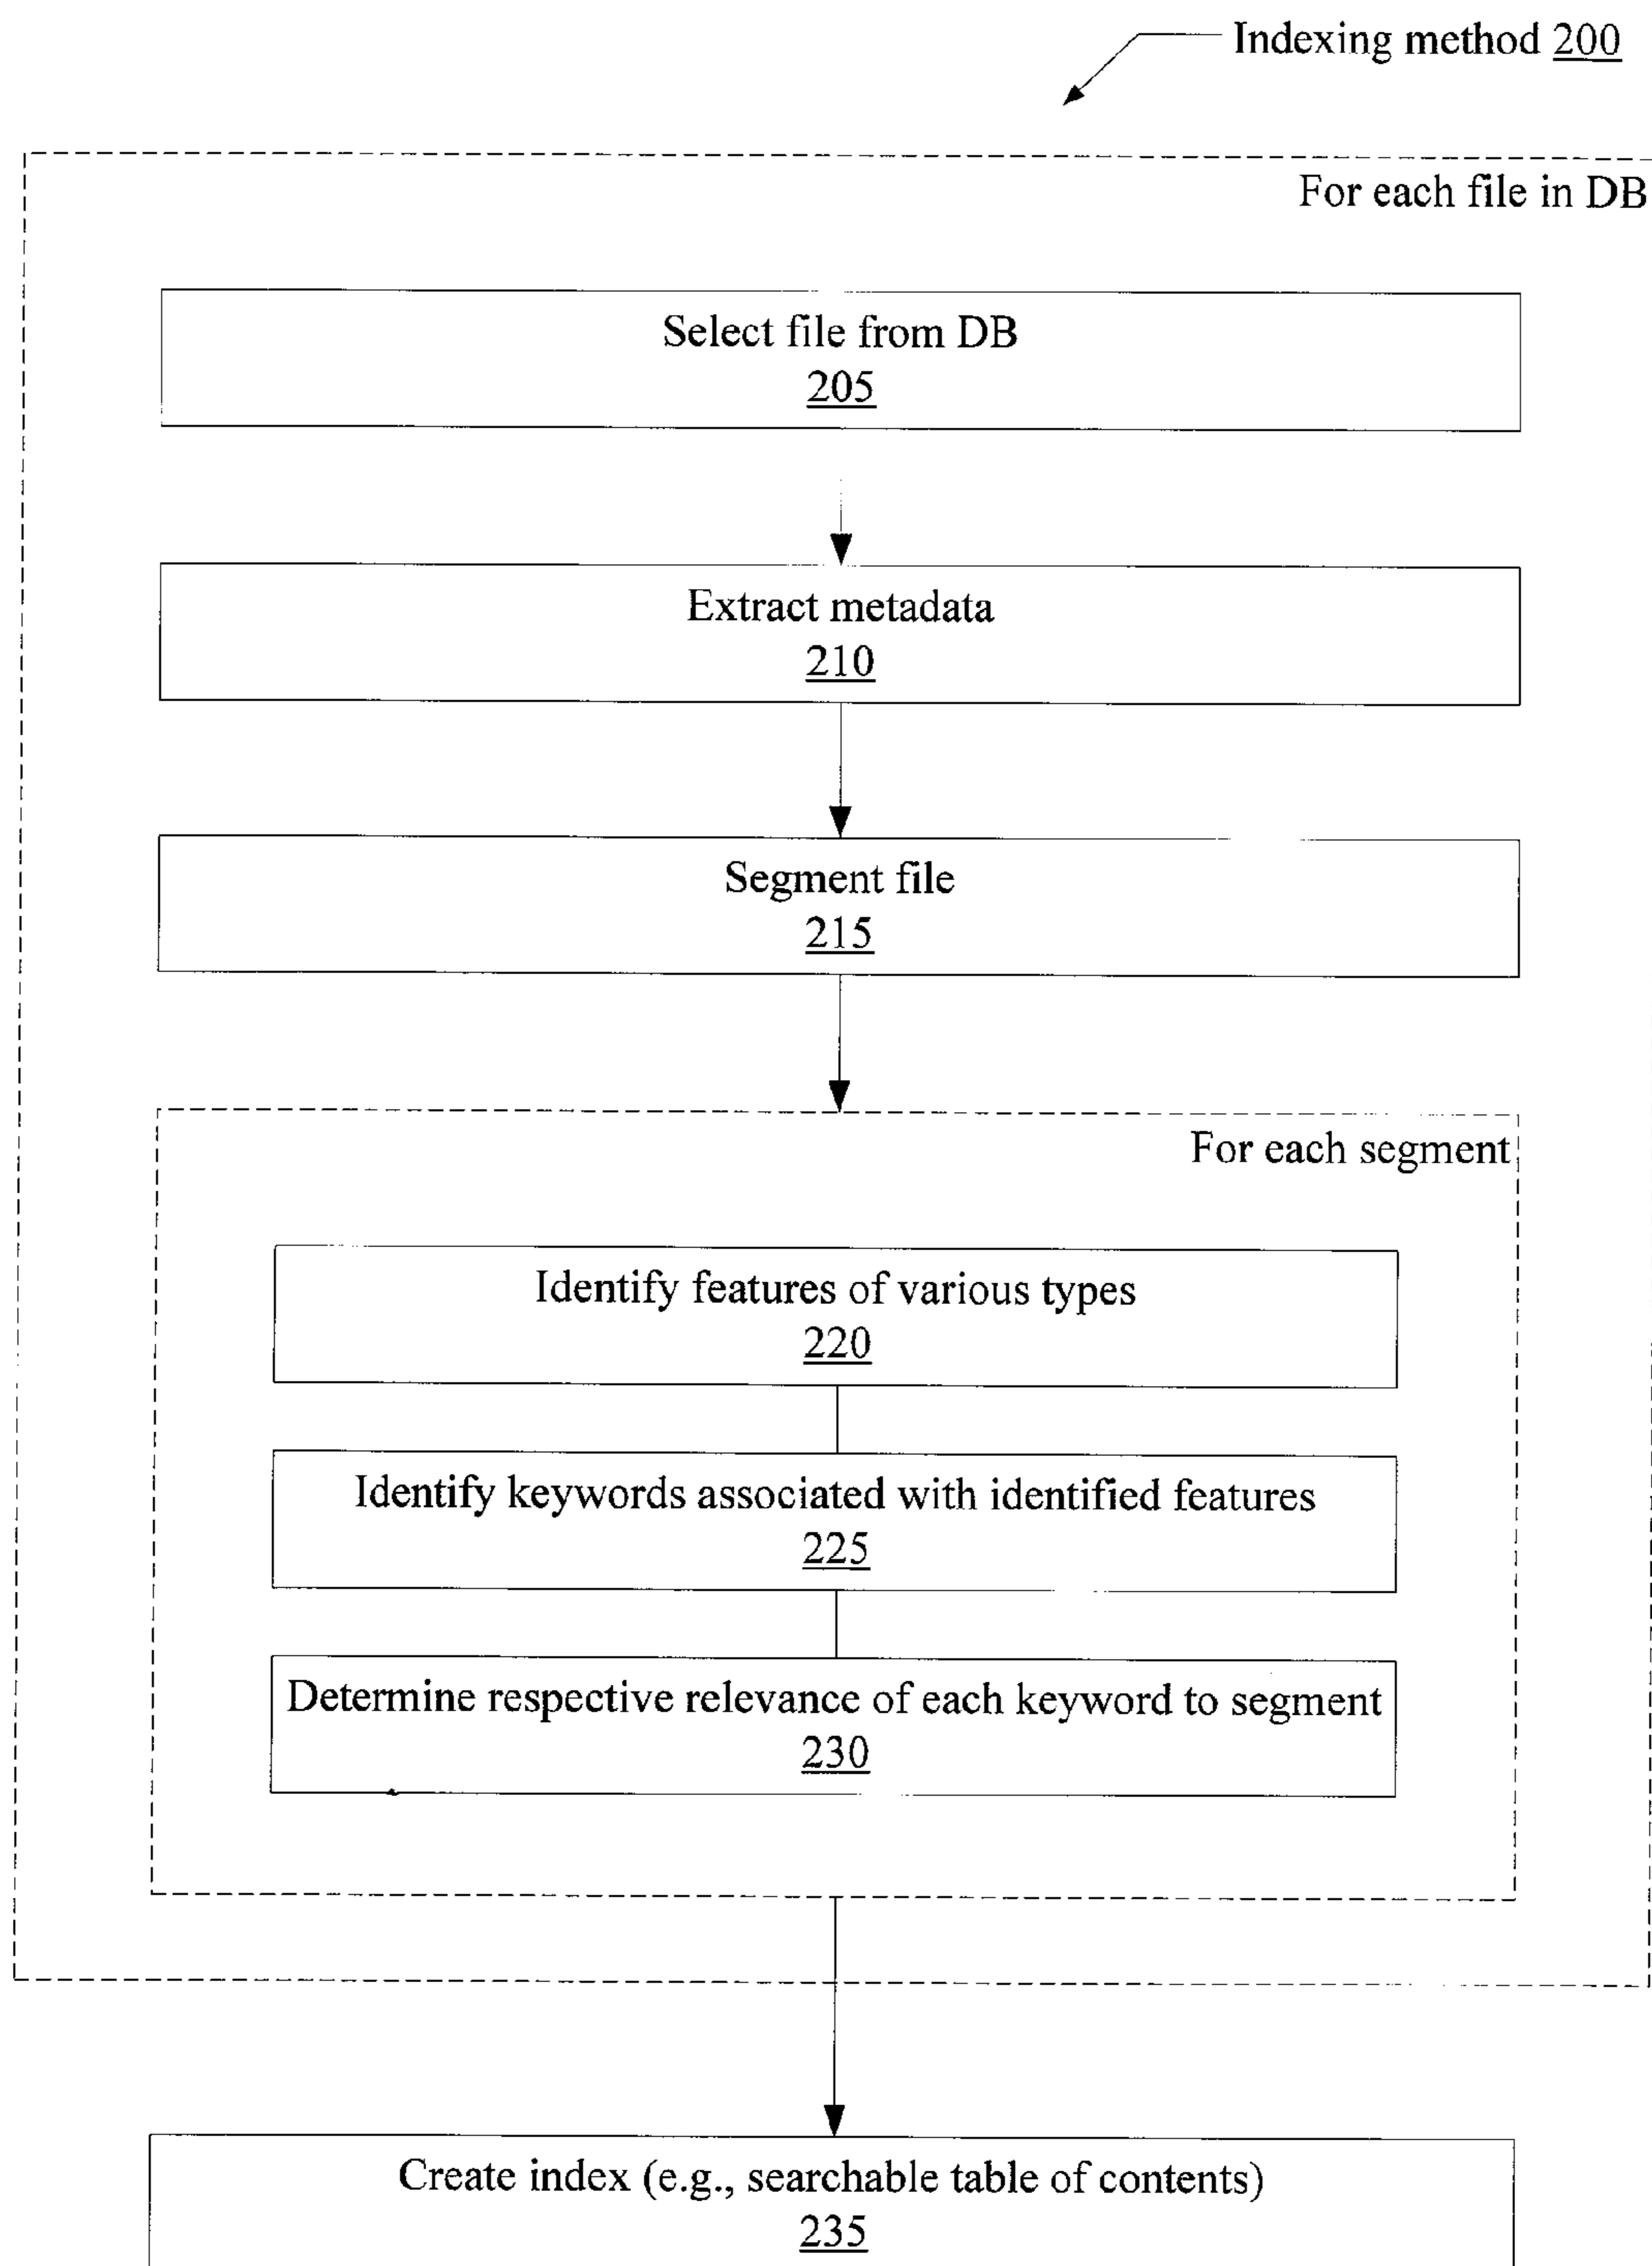 Indexing method 200
For each file in DB
Select file from DB
205
Extract metadata
210
Segment file
215
For each segment
Identify features of various types
220
Identify keywords associated with identified features
225
Determine respective relevance of each keyword to segment
230
Create index (e.g., searchable table of contents)
235